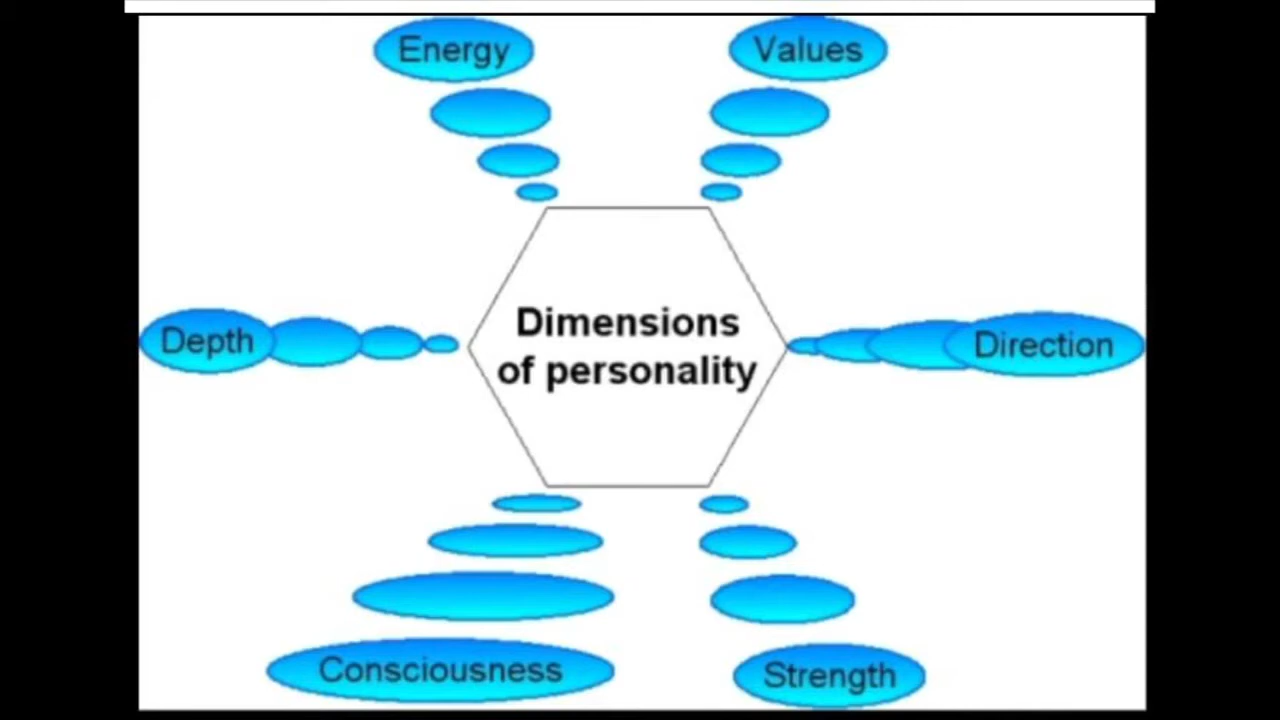 Energy
Values
Depth
Dimensions
of personality
Direction
Consciousness
Strength